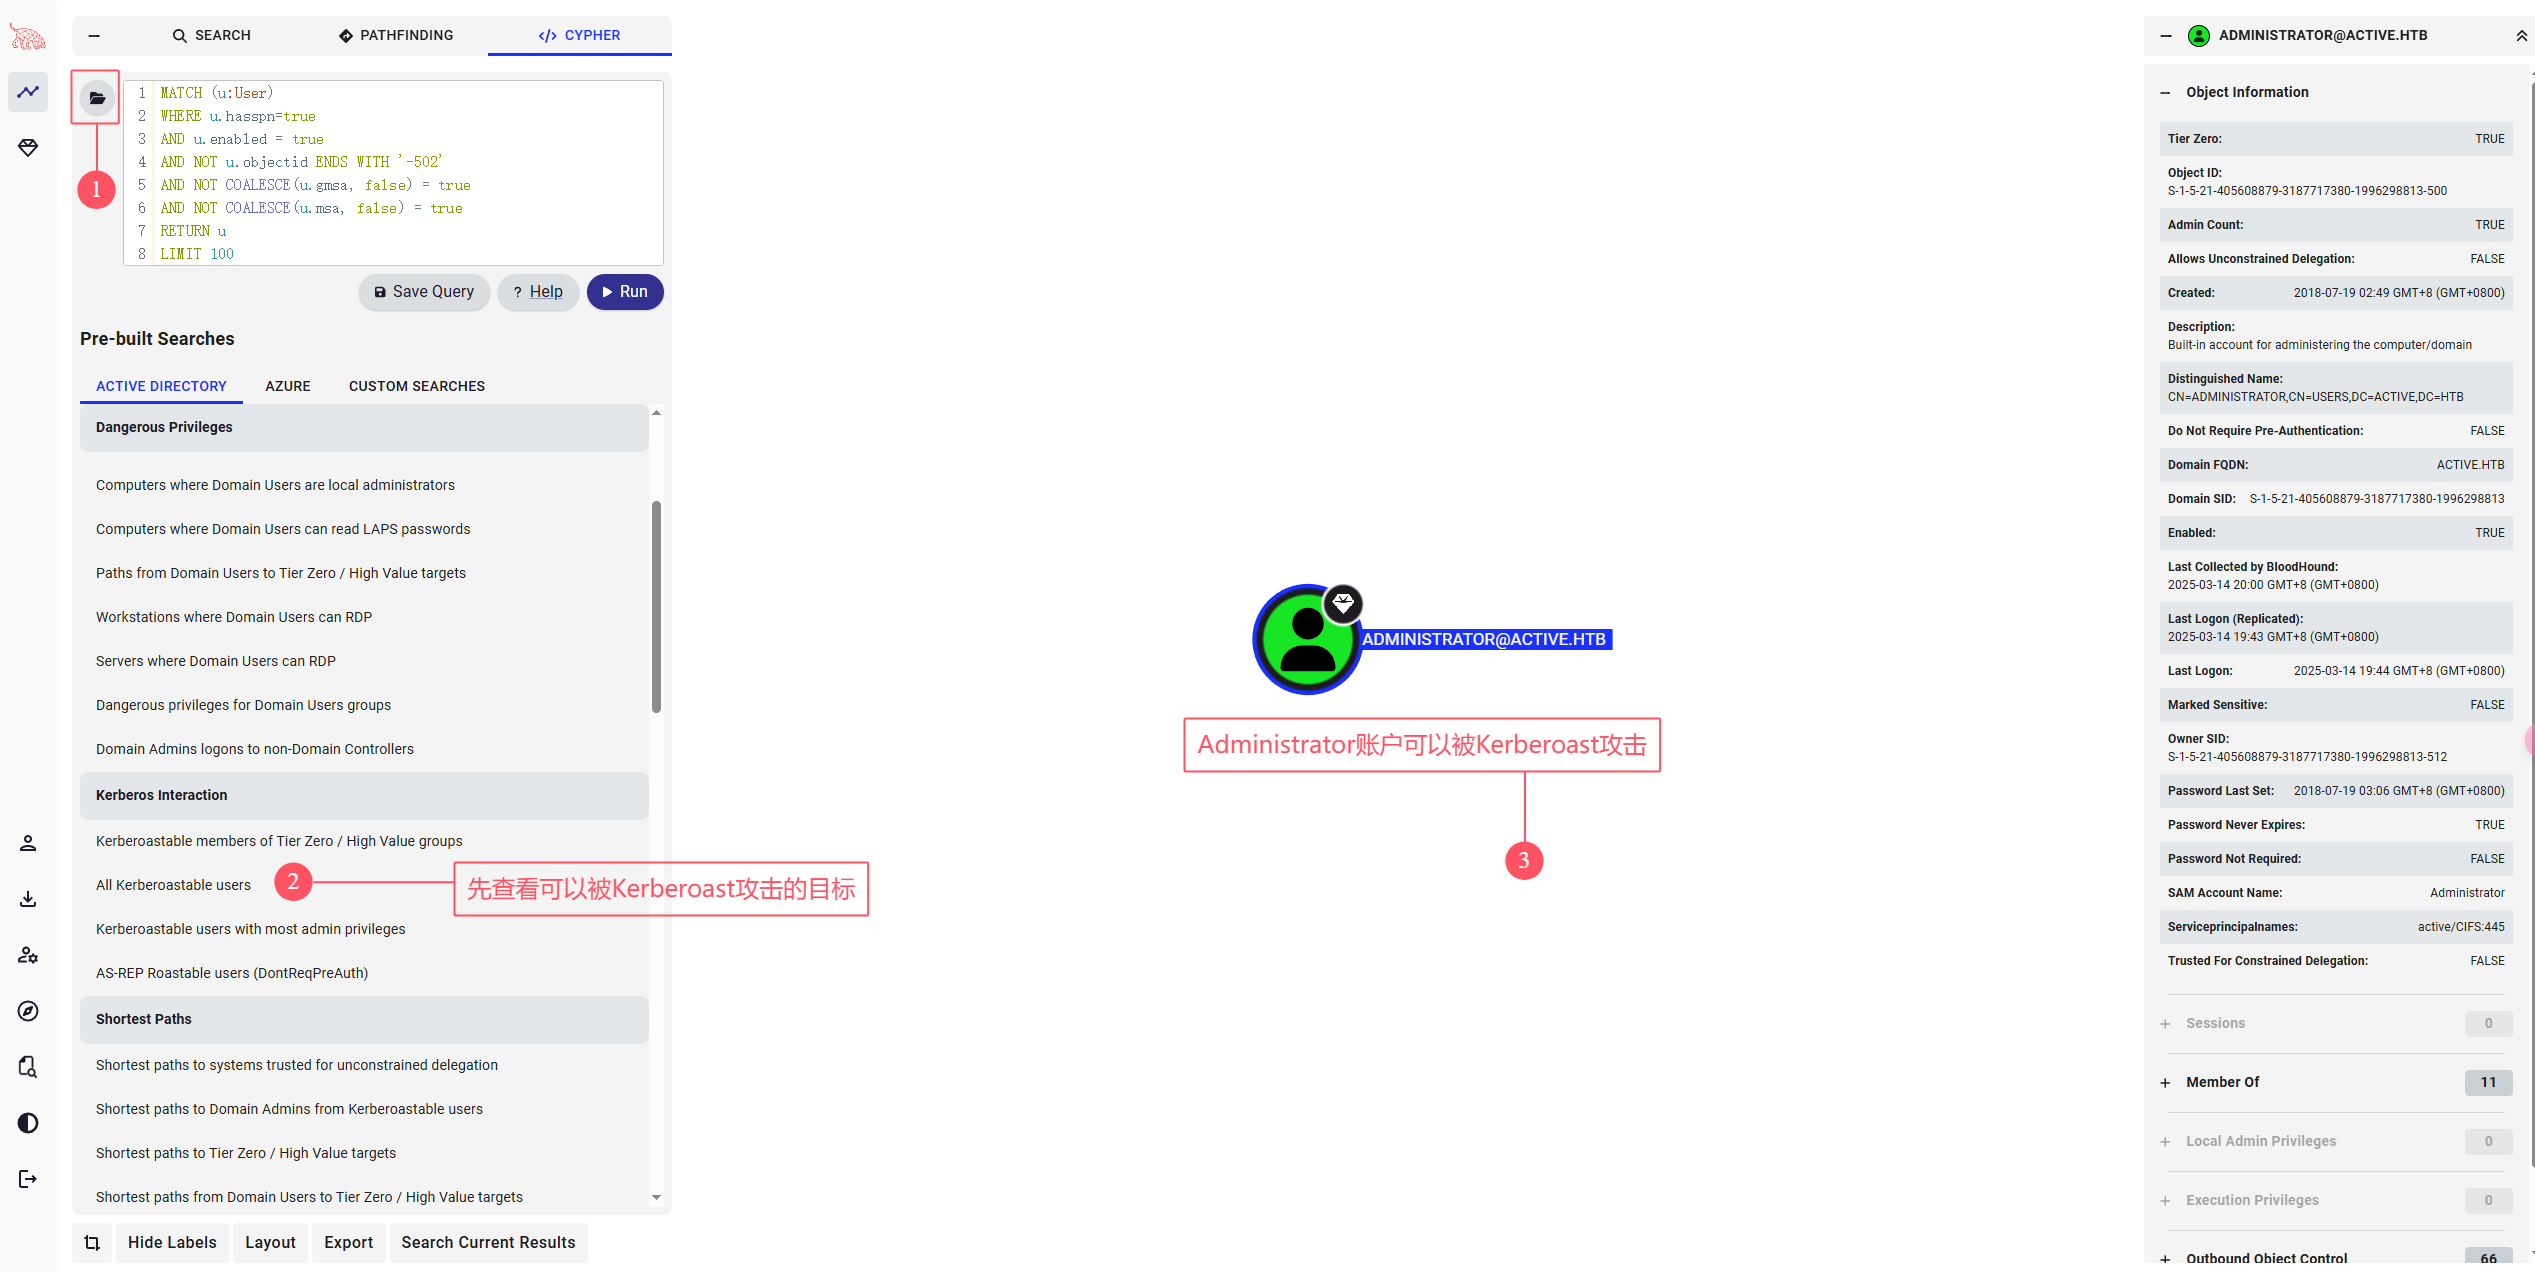 SEARCH
PATHFINDING
CYPHER
1 MATCH (u:User)
2 WHERE u.hasspn=true
3 AND u.enabled = true
4 AND NOT u.objectid ENDS WITH '-502'
5 AND NOT COALESCE(u.gmsa, false) = true
6 AND NOT COALESCE(u.msa, false) = true
7 RETURN u
8 LIMIT 100
1
Save Query
? Help
Run
Pre-built Searches
ACTIVE DIRECTORY
AZURE
CUSTOM SEARCHES
Dangerous Privileges
Computers where Domain Users are local administrators
Computers where Domain Users can read LAPS passwords
Paths from Domain Users to Tier Zero / High Value targets
Workstations where Domain Users can RDP
Servers where Domain Users can RDP
Dangerous privileges for Domain Users groups
Domain Admins logons to non-Domain Controllers
Kerberos Interaction
Kerberoastable members of Tier Zero / High Value groups
All Kerberoastable users
2
先查看可以被Kerberoast攻击的目标
Kerberoastable users with most admin privileges
AS-REP Roastable users (DontReqPreAuth)
Shortest Paths
Shortest paths to systems trusted for unconstrained delegation
Shortest paths to Domain Admins from Kerberoastable users
Shortest paths to Tier Zero / High Value targets
Shortest paths from Domain Users to Tier Zero / High Value targets
Hide Labels
Layout
Export
Search Current Results
ADMINISTRATOR@ACTIVE.HTB
Administrator账户可以被Kerberoast攻击
3
ADMINISTRATOR@ACTIVE.HTB
Object Information
Tier Zero: TRUE
Object ID:
S-1-5-21-405608879-3187717380-1996298813-500
Admin Count: TRUE
Allows Unconstrained Delegation: FALSE
Created: 2018-07-19 02:49 GMT+8 (GMT+0800)
Description:
Built-in account for administering the computer/domain
Distinguished Name:
CN=ADMINISTRATOR,CN=USERS,DC=ACTIVE,DC=HTB
Do Not Require Pre-Authentication: FALSE
Domain FQDN: ACTIVE.HTB
Domain SID: S-1-5-21-405608879-3187717380-1996298813
Enabled: TRUE
Last Collected by BloodHound:
2025-03-14 20:00 GMT+8 (GMT+0800)
Last Logon (Replicated):
2025-03-14 19:43 GMT+8 (GMT+0800)
Last Logon: 2025-03-14 19:44 GMT+8 (GMT+0800)
Marked Sensitive: FALSE
Owner SID:
S-1-5-21-405608879-3187717380-1996298813-512
Password Last Set: 2018-07-19 03:06 GMT+8 (GMT+0800)
Password Never Expires: TRUE
Password Not Required: FALSE
SAM Account Name: Administrator
Serviceprincipalnames: active/CIFS:445
Trusted For Constrained Delegation: FALSE
Sessions 0
Member Of 11
Local Admin Privileges 0
Execution Privileges 0
Outbound Object Control 66